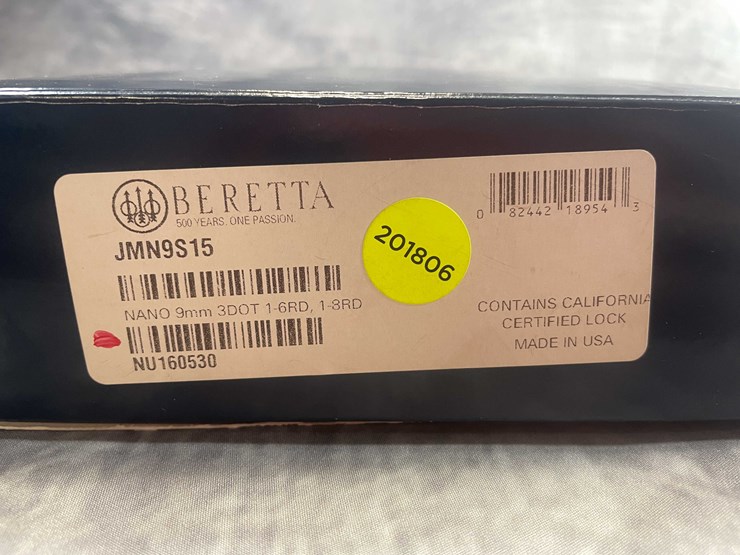 BERETTA
500 YEARS. ONE PASSION.
JMN9S15
NANO 9mm 3DOT 1-6RD, 1-8RD
NU160530
201806
0 82442 18954 3
CONTAINS CALIFORNIA
CERTIFIED LOCK
MADE IN USA